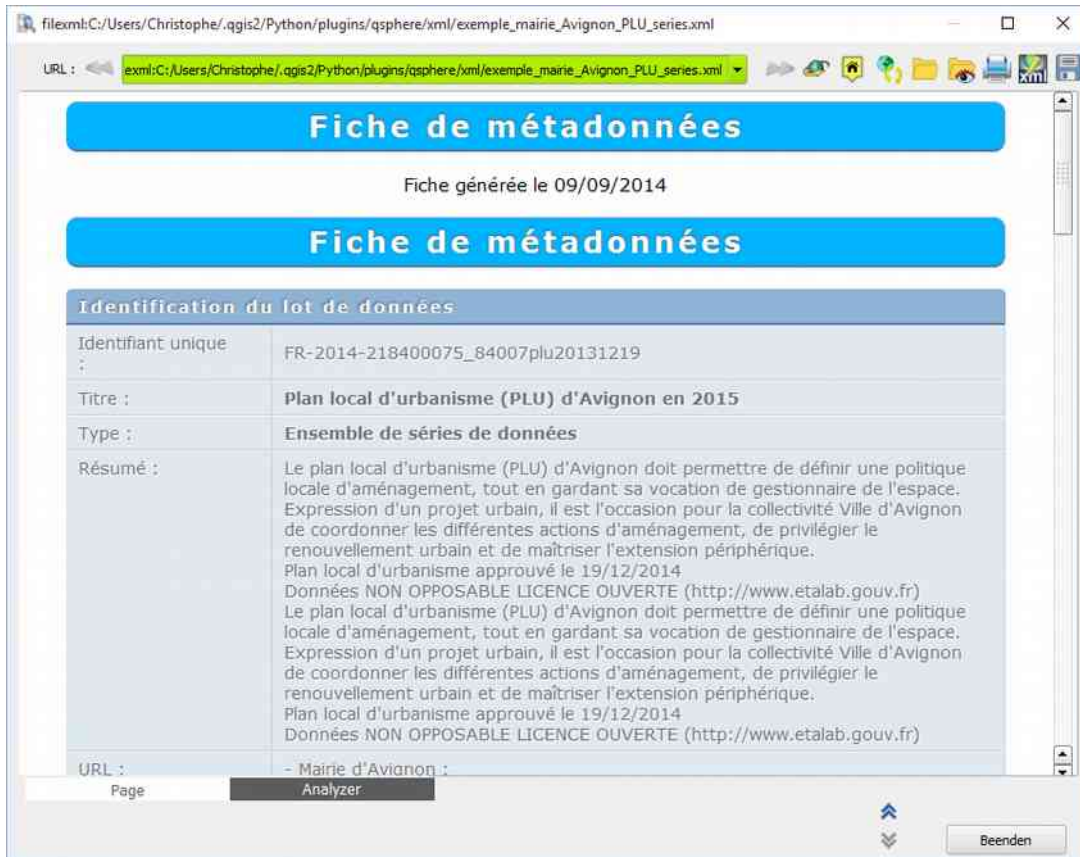 filexml:C:/Users/Christophe/.qgis2/Python/plugins/qsphere/xml/exemple_mairie_Avignon_PLU_series.xml
URL : exml:C:/Users/Christophe/.qgis2/Python/plugins/qsphere/xml/exemple_mairie_Avignon_PLU_series.xml
xml
Fiche de métadonnées
Fiche générée le 09/09/2014
Fiche de métadonnées
Identification du lot de données
Identifiant unique : FR-2014-218400075_84007plu20131219
Titre : Plan local d'urbanisme (PLU) d'Avignon en 2015
Type : Ensemble de séries de données
Résumé : Le plan local d'urbanisme (PLU) d'Avignon doit permettre de définir une politique
locale d'aménagement, tout en gardant sa vocation de gestionnaire de l'espace.
Expression d'un projet urbain, il est l'occasion pour la collectivité Ville d'Avignon
de coordonner les différentes actions d'aménagement, de privilégier le
renouvellement urbain et de maîtriser l'extension périphérique.
Plan local d'urbanisme approuvé le 19/12/2014
Données NON OPPOSABLE LICENCE OUVERTE (http://www.etalab.gouv.fr)
Le plan local d'urbanisme (PLU) d'Avignon doit permettre de définir une politique
locale d'aménagement, tout en gardant sa vocation de gestionnaire de l'espace.
Expression d'un projet urbain, il est l'occasion pour la collectivité Ville d'Avignon
de coordonner les différentes actions d'aménagement, de privilégier le
renouvellement urbain et de maîtriser l'extension périphérique.
Plan local d'urbanisme approuvé le 19/12/2014
Données NON OPPOSABLE LICENCE OUVERTE (http://www.etalab.gouv.fr)
URL : - Mairie d'Avignon :
Page Analyzer
Beenden